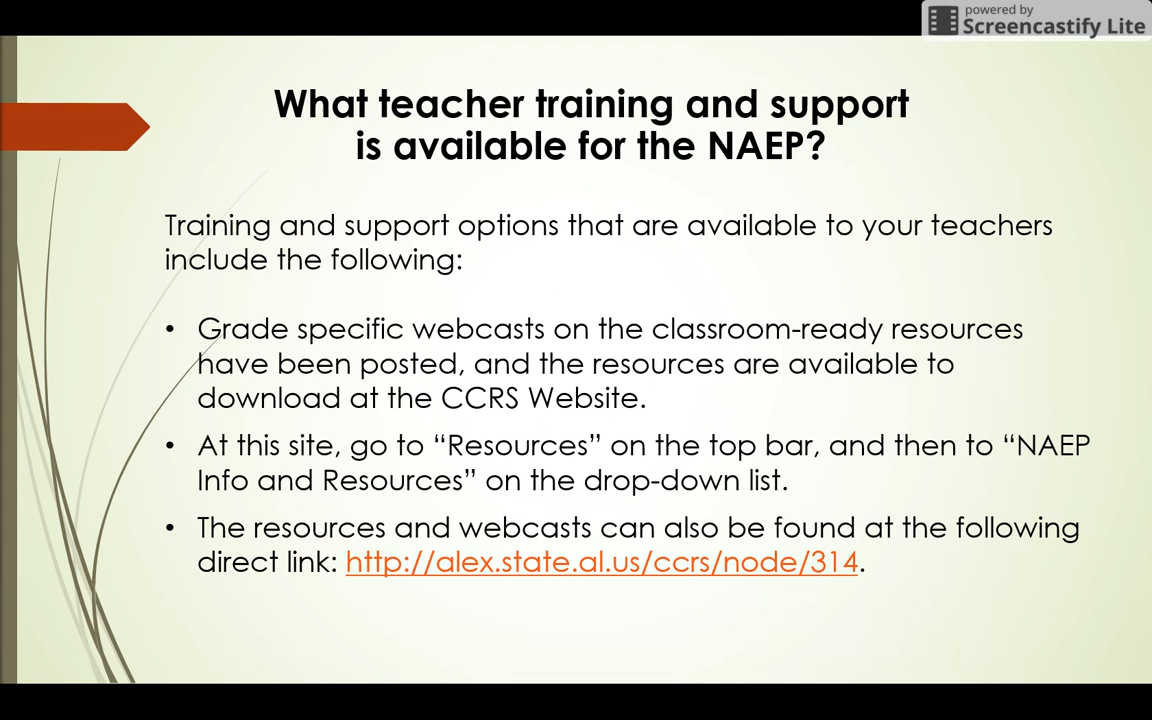 powered by
Screencastify Lite
What teacher training and support
is available for the NAEP?
Training and support options that are available to your teachers
include the following:
• Grade specific webcasts on the classroom-ready resources
have been posted, and the resources are available to
download at the CCRS Website.
• At this site, go to “Resources” on the top bar, and then to “NAEP
Info and Resources” on the drop-down list.
• The resources and webcasts can also be found at the following
direct link: http://alex.state.al.us/ccrs/node/314.